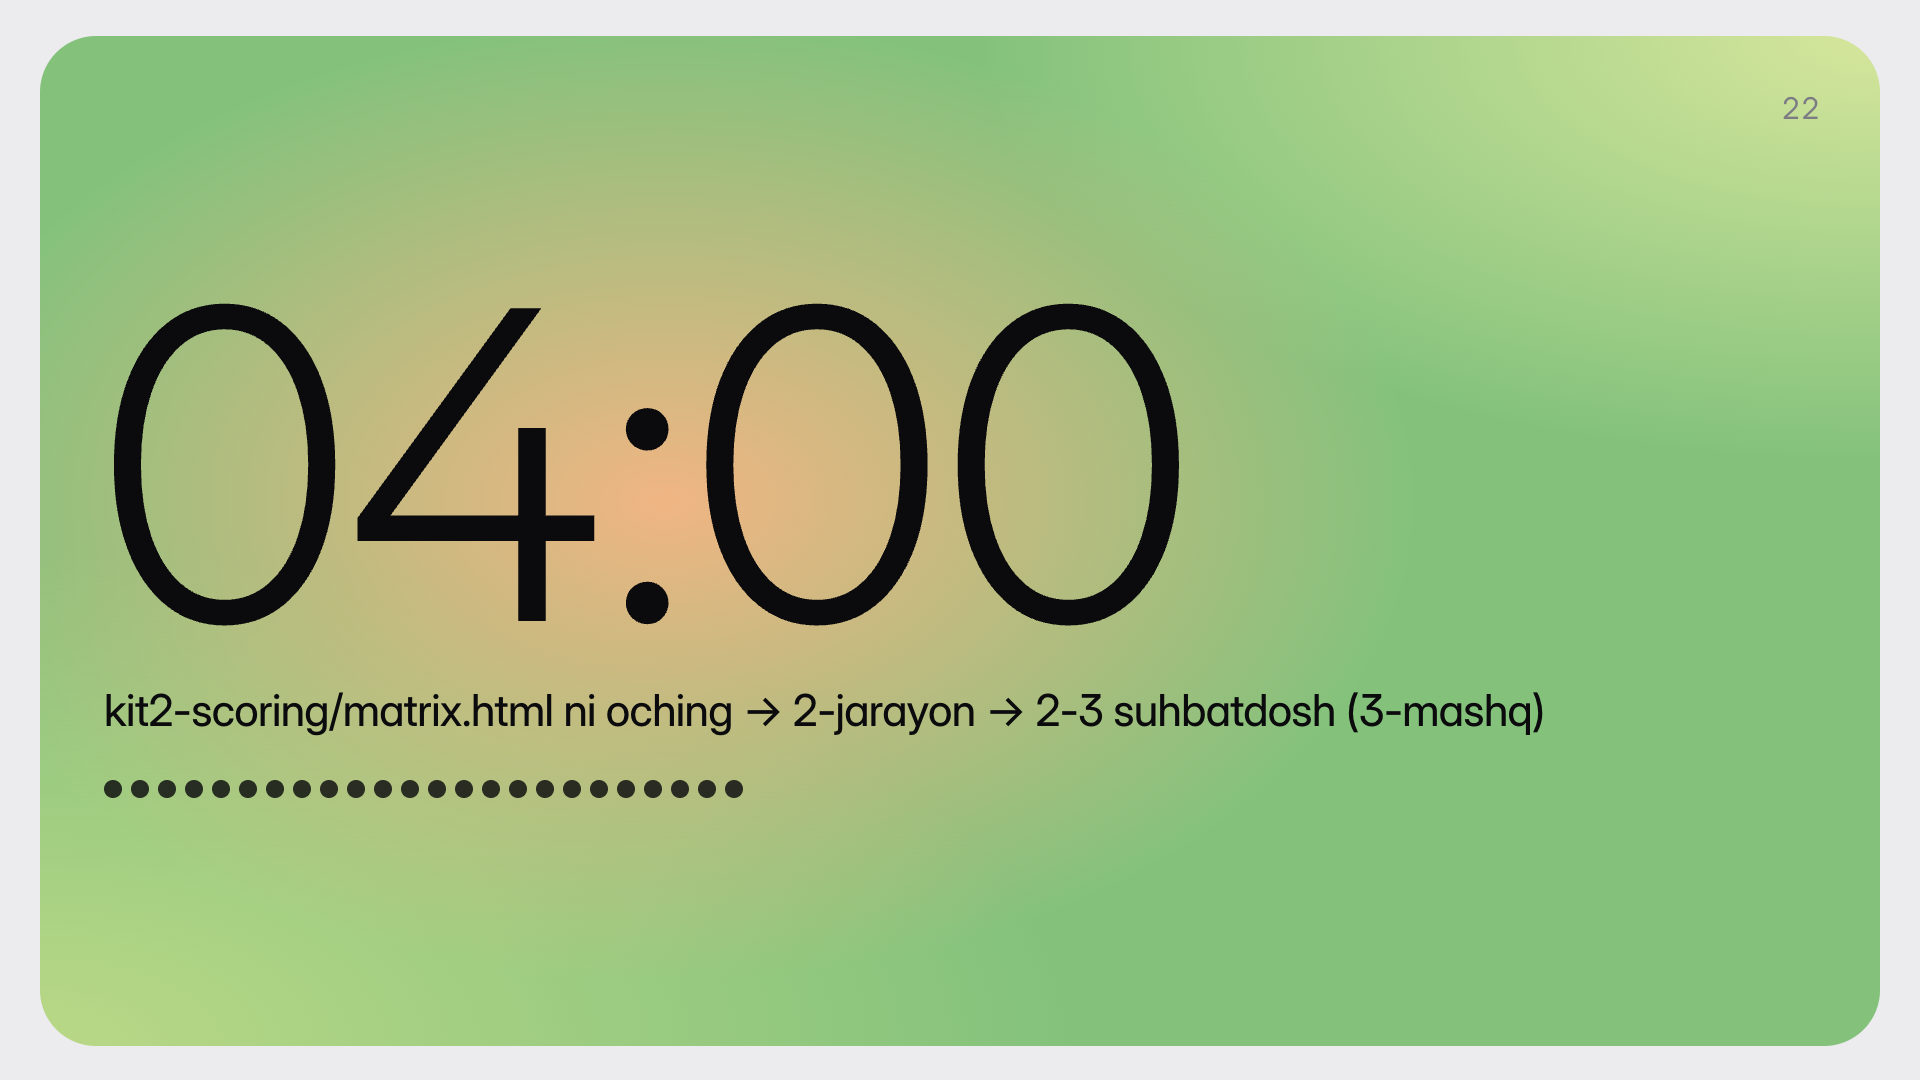 22
04:00
kit2-scoring/matrix.html ni oching → 2-jarayon → 2-3 suhbatdosh (3-mashq)